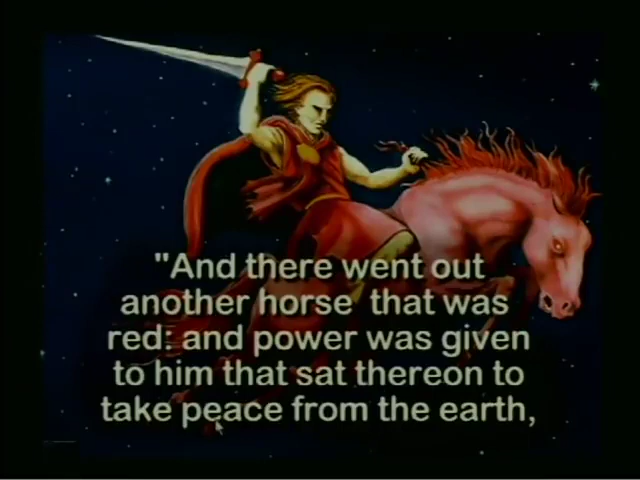 "And there went out
another horse that was
red: and power was given
to him that sat thereon to
take peace from the earth,